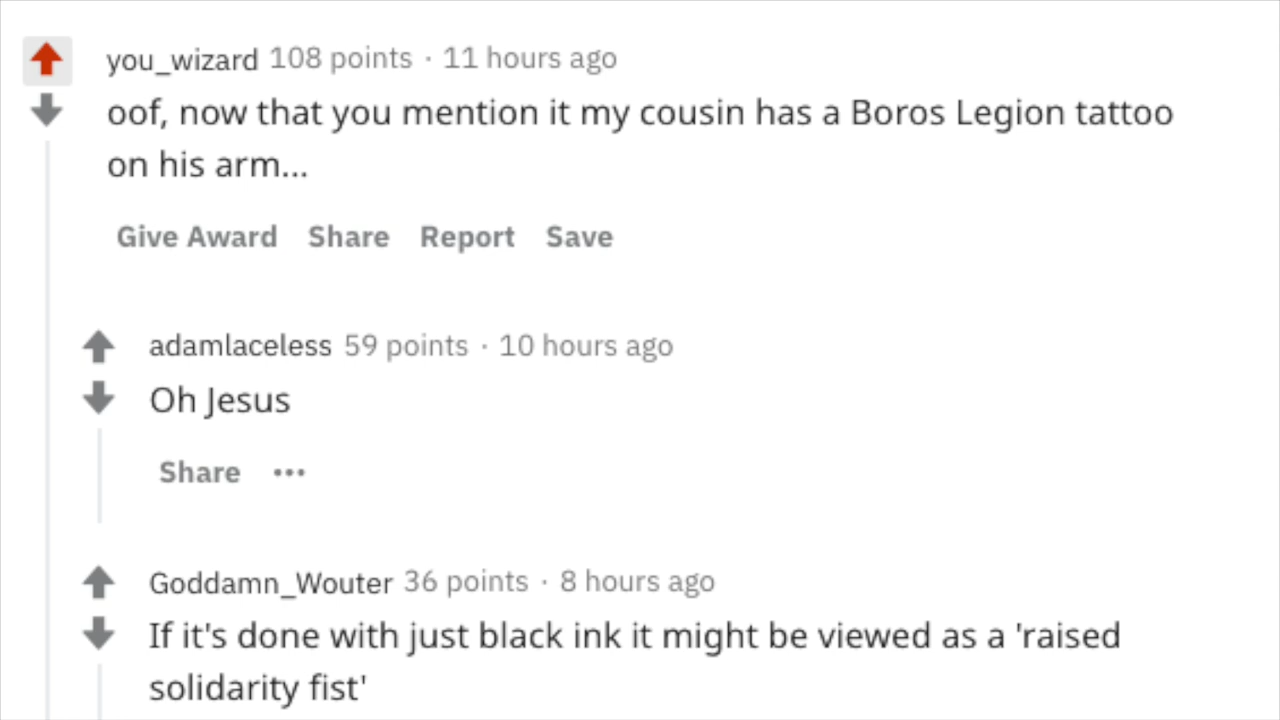 you_wizard 108 points · 11 hours ago
oof, now that you mention it my cousin has a Boros Legion tattoo
on his arm...
Give Award Share Report Save
adamlaceless 59 points · 10 hours ago
Oh Jesus
Share •••
Goddamn_Wouter 36 points · 8 hours ago
If it's done with just black ink it might be viewed as a 'raised
solidarity fist'